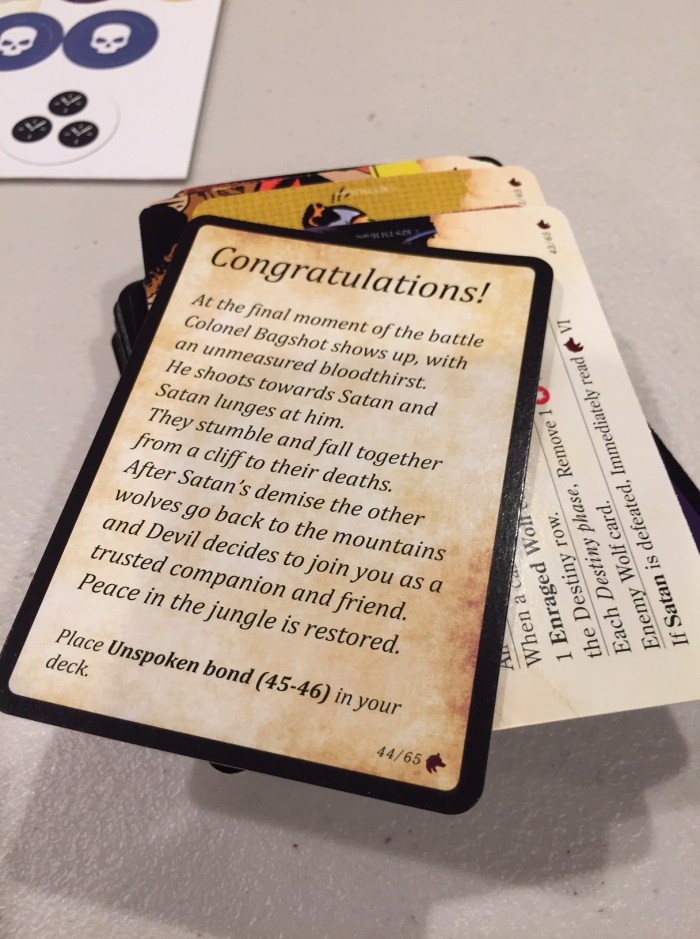 Congratulations!
At the final moment of the battle
Colonel Bagshot shows up, with
an unmeasured bloodthirst.
He shoots towards Satan and
Satan lunges at him.
They stumble and fall together
from a cliff to their deaths.
After Satan's demise the other
wolves go back to the mountains
and Devil decides to join you as a
trusted companion and friend.
Peace in the jungle is restored.
Place Unspoken bond (45-46) in your
deck.
44/65
43/65
When a
1 Enraged Wolf
the Destiny row.
Each Destiny phase, Remove 1
Enemy Wolf card.
If Satan is defeated, Immediately read VI